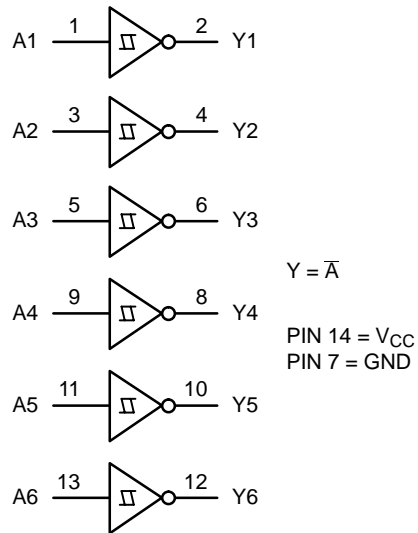 A1 1 2 Y1
A2 3 4 Y2
A3 5 6 Y3
Y = A̅
A4 9 8 Y4
PIN 14 = VCC
PIN 7 = GND
A5 11 10 Y5
A6 13 12 Y6